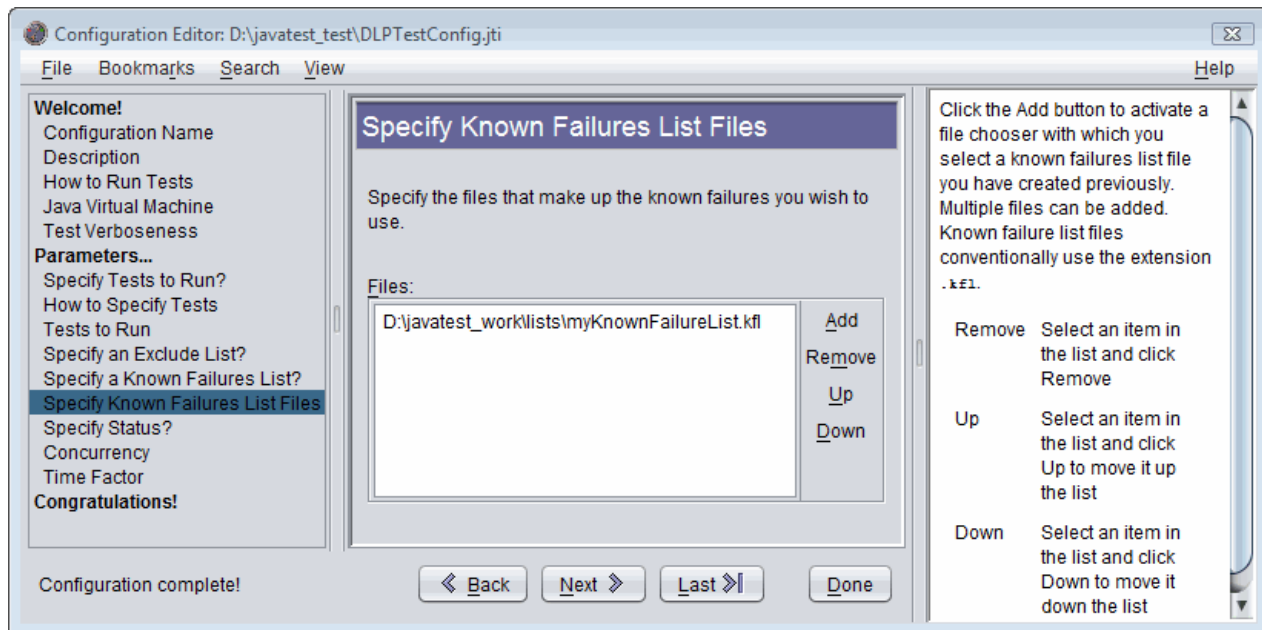 Configuration Editor: D:\javatest_test\DLPTestConfig.jti
File Bookmarks Search View Help
Welcome!
Configuration Name
Description
How to Run Tests
Java Virtual Machine
Test Verboseness
Parameters...
Specify Tests to Run?
How to Specify Tests
Tests to Run
Specify an Exclude List?
Specify a Known Failures List?
Specify Known Failures List Files
Specify Status?
Concurrency
Time Factor
Congratulations!
Configuration complete!
Specify Known Failures List Files
Specify the files that make up the known failures you wish to
use.
Files:
D:\javatest_work\lists\myKnownFailureList.kfl
Add
Remove
Up
Down
Back Next Last Done
Click the Add button to activate a
file chooser with which you
select a known failures list file
you have created previously.
Multiple files can be added.
Known failure list files
conventionally use the extension
.kfl.
Remove Select an item in
the list and click
Remove
Up Select an item in
the list and click
Up to move it up
the list
Down Select an item in
the list and click
Down to move it
down the list